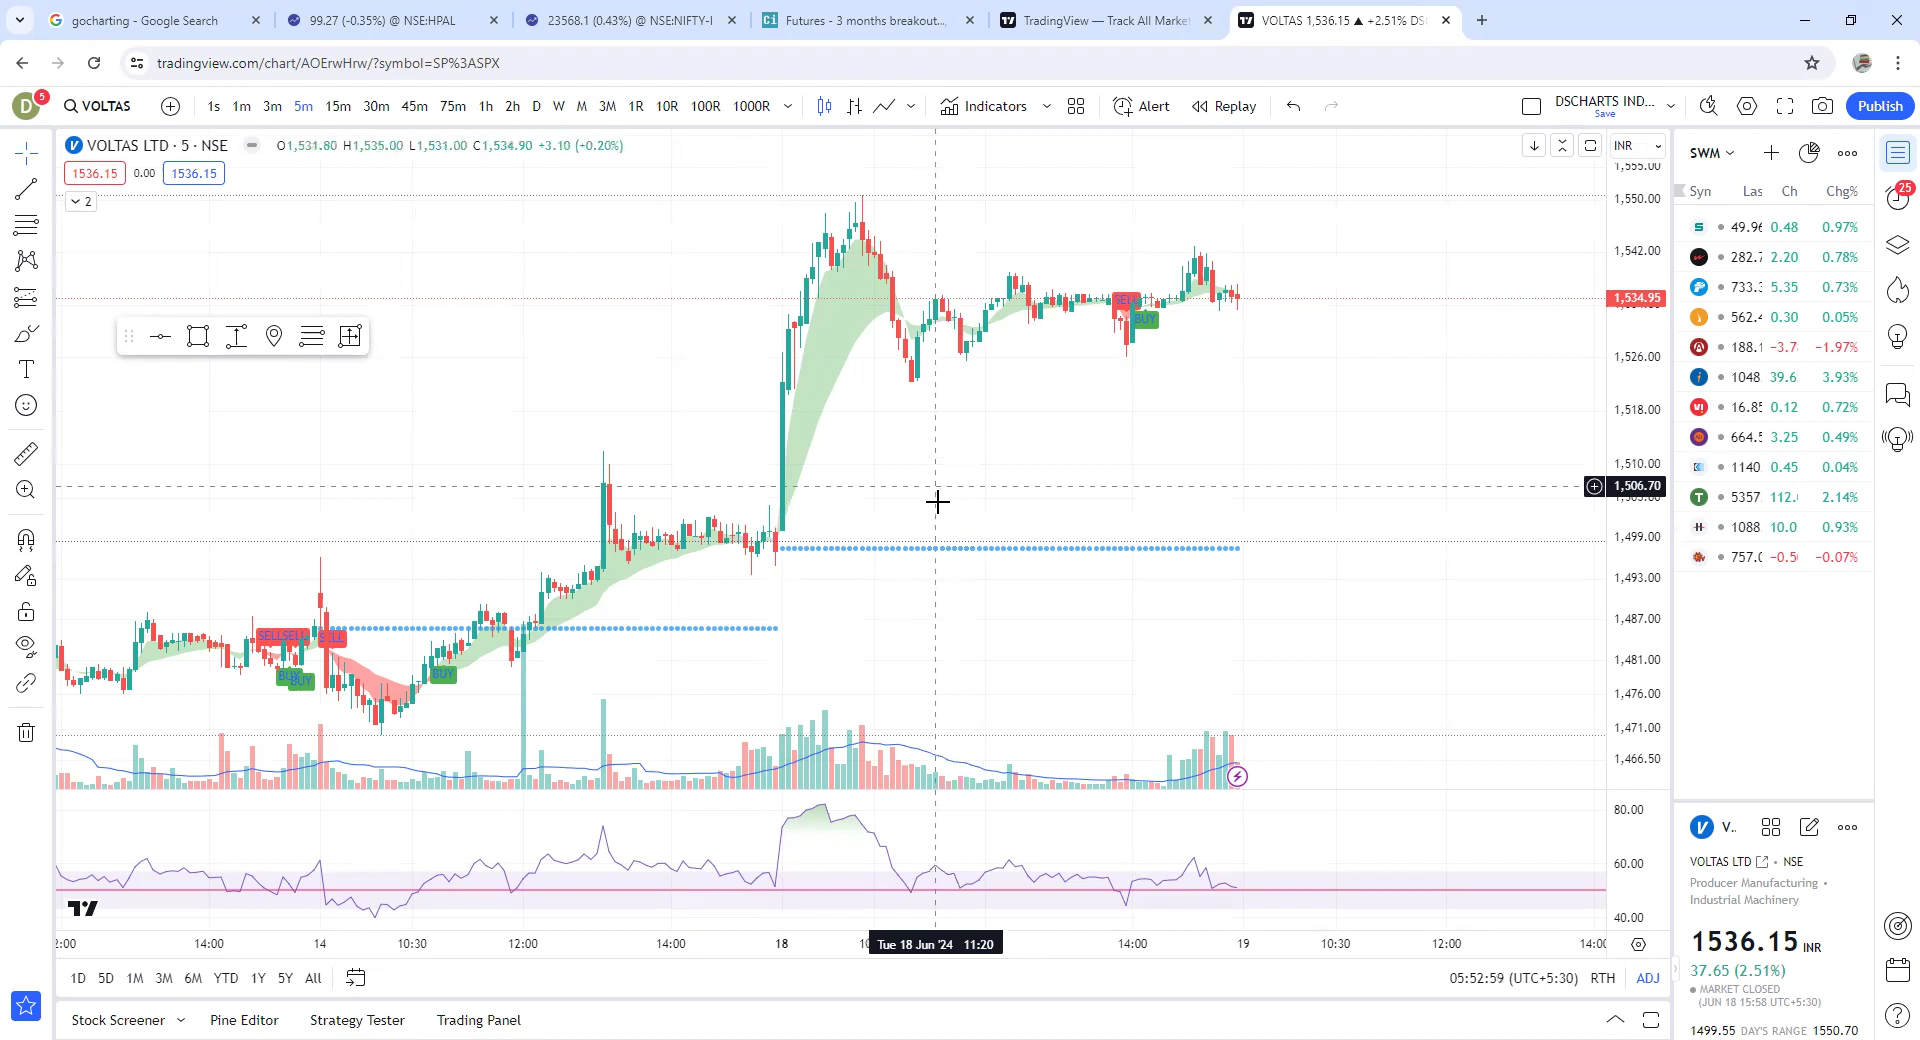 gocharting - Google Search
99.27 (-0.35%) @ NSE:HPAL
23568.1 (0.43%) @ NSE:NIFTY-I
Futures - 3 months breakout...,
TradingView — Track All Marke
VOLTAS 1,536.15 ▲ +2.51% DS
tradingview.com/chart/AOErwHrw/?symbol=SP%3ASPX
D 5
VOLTAS 1s 1m 3m 5m 15m 30m 45m 75m 1h 2h D W M 3M 1R 10R 100R 1000R Indicators Alert Replay DSCHARTS IND... Save Publish
VOLTAS LTD · 5 · NSE O1,531.80 H1,535.00 L1,531.00 C1,534.90 +3.10 (+0.20%)
1536.15 0.00 1536.15
2
INR
1,555.00
1,550.00
1,542.00
1,534.95
1,526.00
1,518.00
1,510.00
1,506.70
1,499.00
1,493.00
1,487.00
1,481.00
1,476.00
1,471.00
1,466.50
80.00
60.00
40.00
SELL
BUY
SELLSELL
SELL
BUY
BUY
BUY
2:00 14:00 14 10:30 12:00 14:00 18 Tue 18 Jun '24 11:20 14:00 19 10:30 12:00 14:00
1D 5D 1M 3M 6M YTD 1Y 5Y All
05:52:59 (UTC+5:30) RTH ADJ
Stock Screener Pine Editor Strategy Tester Trading Panel
SWM
25
Syn Las Ch Chg%
49.96 0.48 0.97%
282.7 2.20 0.78%
733.3 5.35 0.73%
562.4 0.30 0.05%
188.1 −3.7 −1.97%
1048 39.6 3.93%
16.85 0.12 0.72%
664.5 3.25 0.49%
1140 0.45 0.04%
5357 112. 2.14%
1088 10.0 0.93%
757.0 −0.5 −0.07%
V..
VOLTAS LTD · NSE
Producer Manufacturing ·
Industrial Machinery
1536.15 INR
37.65 (2.51%)
MARKET CLOSED
(JUN 18 15:58 UTC+5:30)
1499.55 DAY'S RANGE 1550.70